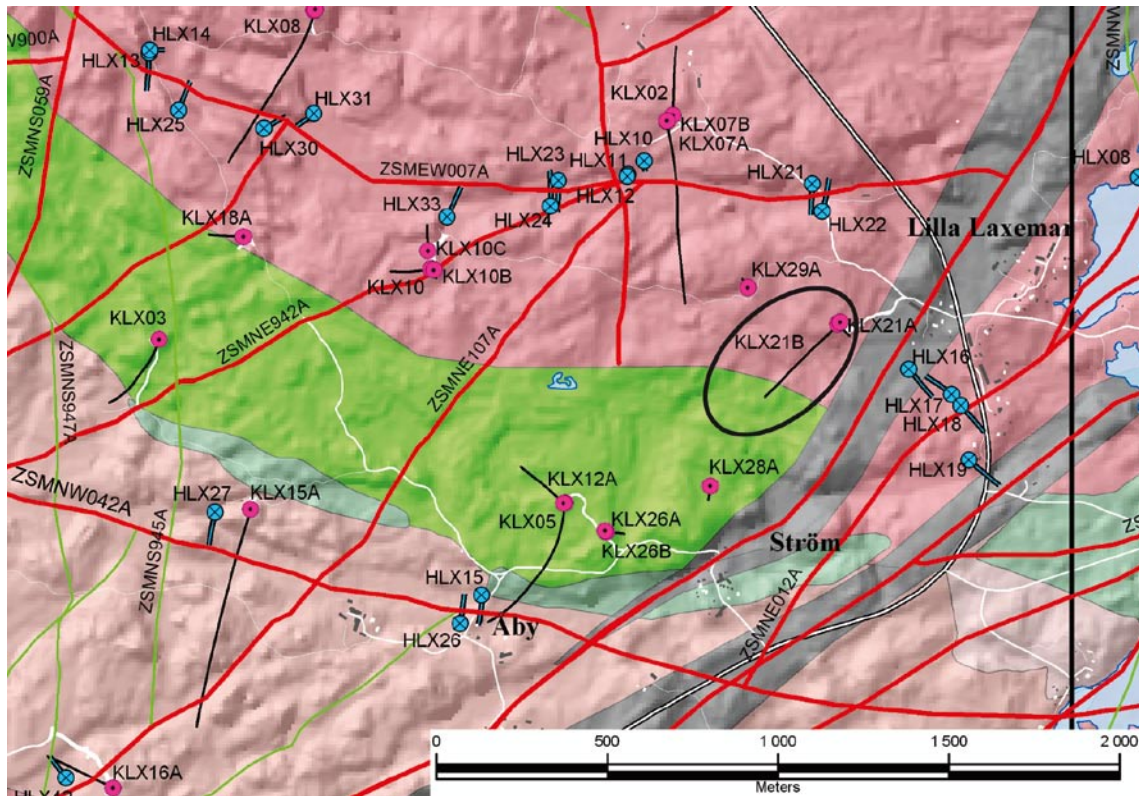 KLX08
ZSMNW
HLX14
W900A
HLX13
HLX31
HLX25
HLX30
ZSMNS059A
KLX02
KLX07B
KLX07A
HLX10
HLX11
HLX23
HLX12
ZSMEW007A
HLX21
HLX08
HLX33
HLX24
HLX22
KLX18A
Lilla Laxemar
KLX10C
KLX10
KLX10B
KLX29A
KLX03
ZSMNE942A
KLX21A
KLX21B
ZSMNS947A
ZSMNE107A
HLX16
HLX17
HLX18
HLX19
ZSMNW042A
HLX27
KLX15A
KLX12A
KLX28A
KLX05
KLX26A
KLX26B
ZSMNS945A
Ström
HLX15
HLX26
Åby
ZSMNE012A
KLX16A
0 500 1 000 1 500 2 000
Meters